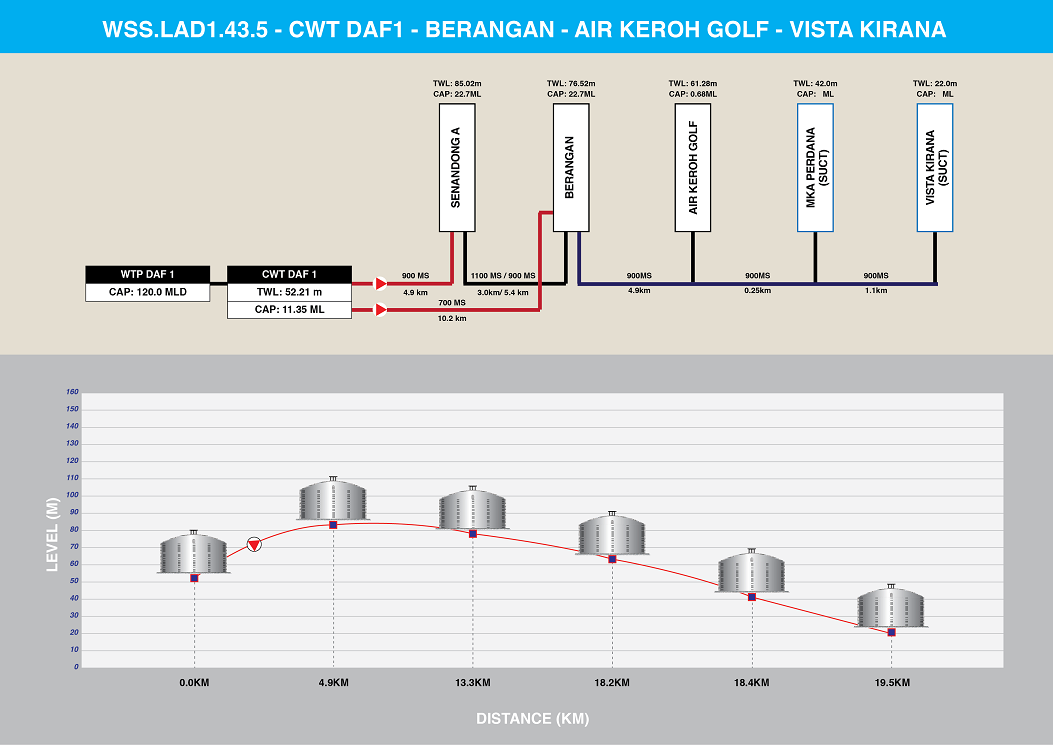 WSS.LAD1.43.5 - CWT DAF1 - BERANGAN - AIR KEROH GOLF - VISTA KIRANA
TWL: 85.02m
CAP: 22.7ML
TWL: 76.52m
CAP: 22.7ML
TWL: 61.28m
CAP: 0.68ML
TWL: 42.0m
CAP: ML
TWL: 22.0m
CAP: ML
SENANDONG A
BERANGAN
AIR KEROH GOLF
MKA PERDANA
(SUCT)
VISTA KIRANA
(SUCT)
WTP DAF 1
CAP: 120.0 MLD
CWT DAF 1
TWL: 52.21 m
CAP: 11.35 ML
900 MS
4.9 km
1100 MS / 900 MS
3.0km/ 5.4 km
700 MS
10.2 km
900MS
4.9km
900MS
0.25km
900MS
1.1km
160
150
140
130
120
110
100
90
80
70
60
50
40
30
20
10
0
LEVEL (M)
0.0KM
4.9KM
13.3KM
18.2KM
18.4KM
19.5KM
DISTANCE (KM)